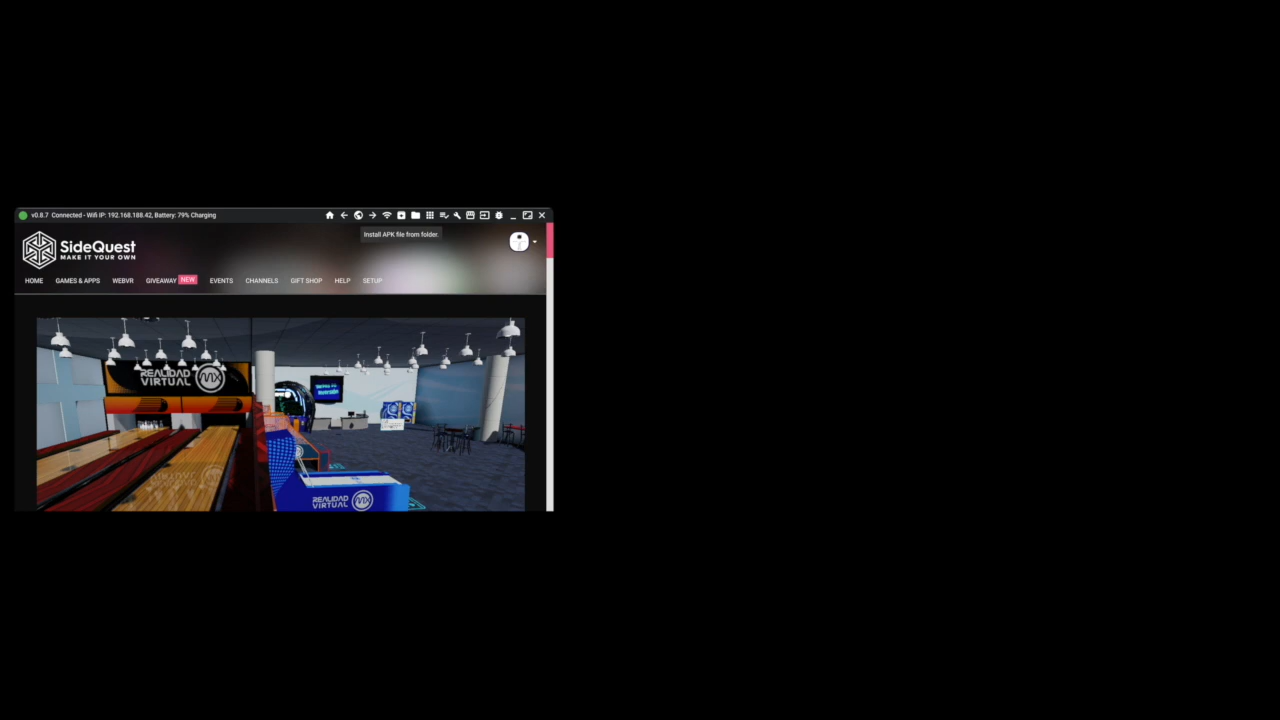 v0.8.7 Connected - Wifi IP: 192.168.188.42, Battery: 79% Charging
Install APK file from folder.
SideQuest
MAKE IT YOUR OWN
HOME GAMES & APPS WEBVR GIVEAWAY NEW EVENTS CHANNELS GIFT SHOP HELP SETUP
REALIDAD
VIRTUAL MX
REALIDAD
VIRTUAL MX